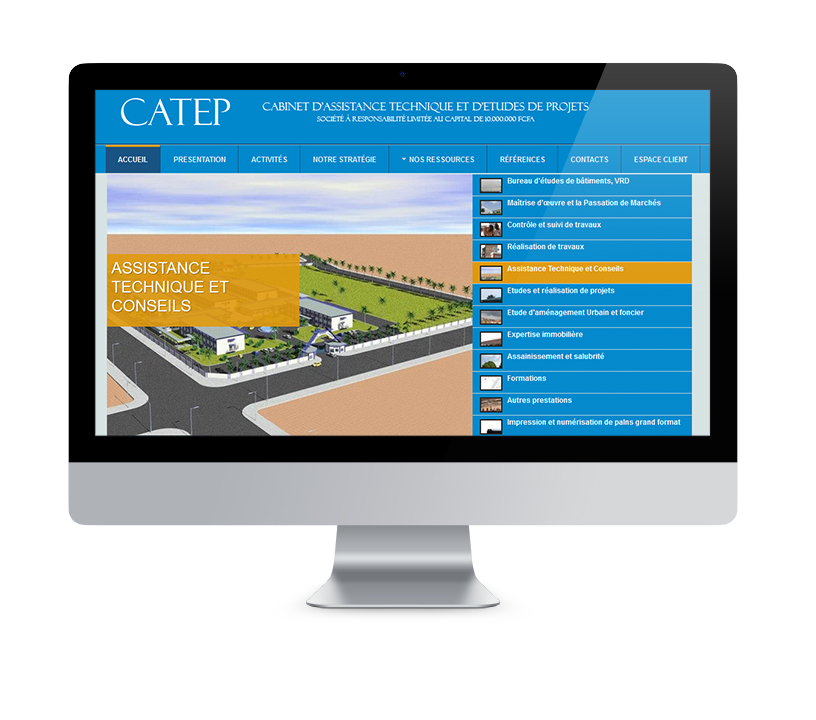 CATEP
CABINET D'ASSISTANCE TECHNIQUE ET D'ETUDES DE PROJETS
SOCIÉTÉ À RESPONSABILITÉ LIMITÉE AU CAPITAL DE 10.000.000 FCFA
ACCUEIL PRESENTATION ACTIVITÉS NOTRE STRATÉGIE NOS RESSOURCES RÉFÉRENCES CONTACTS ESPACE CLIENT
ASSISTANCE
TECHNIQUE ET
CONSEILS
Bureau d'études de bâtiments, VRD
Maîtrise d'œuvre et la Passation de Marchés
Contrôle et suivi de travaux
Réalisation de travaux
Assistance Technique et Conseils
Etudes et réalisation de projets
Etude d'aménagement Urbain et foncier
Expertise immobilière
Assainissement et salubrité
Formations
Autres prestations
Impression et numérisation de palns grand format